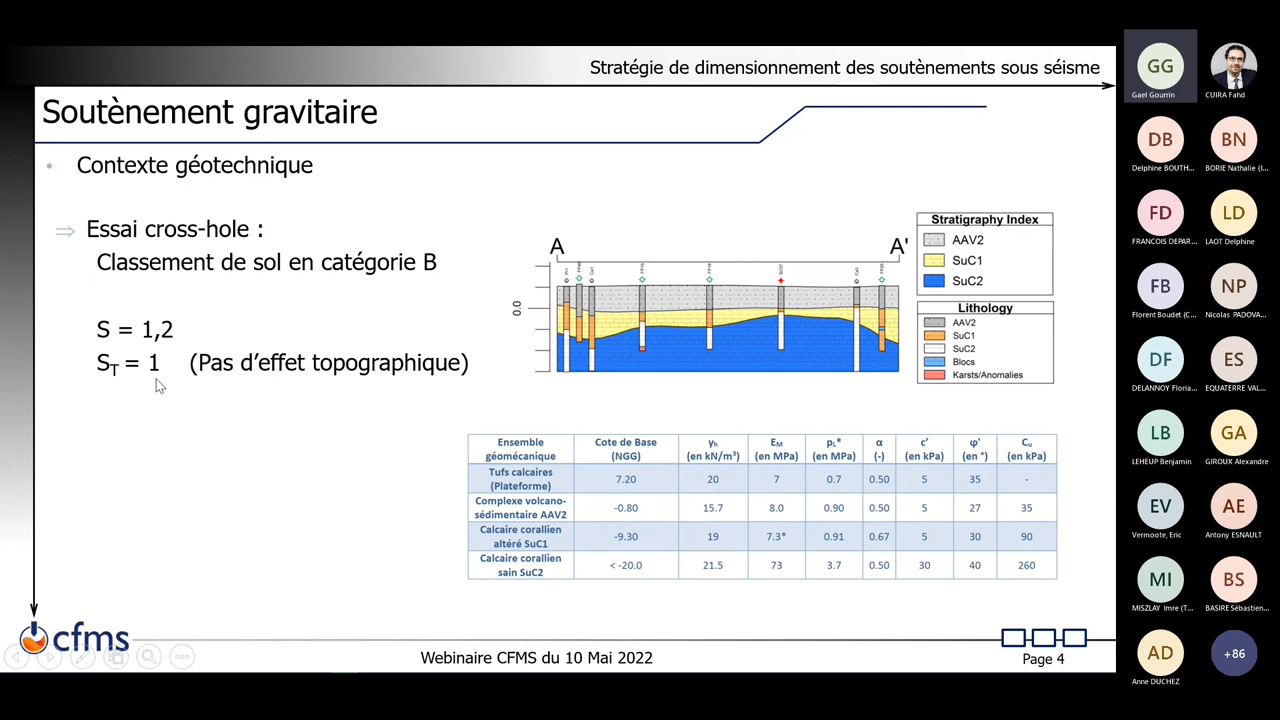 Stratégie de dimensionnement des soutènements sous séisme
Soutènement gravitaire
• Contexte géotechnique
⇒ Essai cross-hole :
Classement de sol en catégorie B
S = 1,2
ST = 1 (Pas d'effet topographique)
A A'
0.0
Stratigraphy Index
AAV2
SuC1
SuC2
Lithology
AAV2
SuC1
SuC2
Blocs
Karsts/Anomalies
Ensemble géomécanique Cote de Base (NGG) γh (en kN/m³) EM (en MPa) pL* (en MPa) α (-) c' (en kPa) φ' (en °) Cu (en kPa)
Tufs calcaires (Plateforme) 7.20 20 7 0.7 0.50 5 35 -
Complexe volcano-sédimentaire AAV2 -0.80 15.7 8.0 0.90 0.50 5 27 35
Calcaire corallien altéré SuC1 -9.30 19 7.3* 0.91 0.67 5 30 90
Calcaire corallien sain SuC2 < -20.0 21.5 73 3.7 0.50 30 40 260
cfms
Webinaire CFMS du 10 Mai 2022
Page 4
GG
Gael Gourrin
CUIRA Fahd
DB
Delphine BOUTH...
BN
BORIE Nathalie (I...
FD
FRANCOIS DEPAR...
LD
LAOT Delphine
FB
Florent Boudet (C...
NP
Nicolas PADOVA...
DF
DELANNOY Floria...
ES
EQUATERRE VAL...
LB
LEHEUP Benjamin
GA
GIROUX Alexandre
EV
Vermoote, Eric
AE
Antony ESNAULT
MI
MISZLAY Imre (T...
BS
BASIRE Sébastien...
AD
Anne DUCHEZ
+86